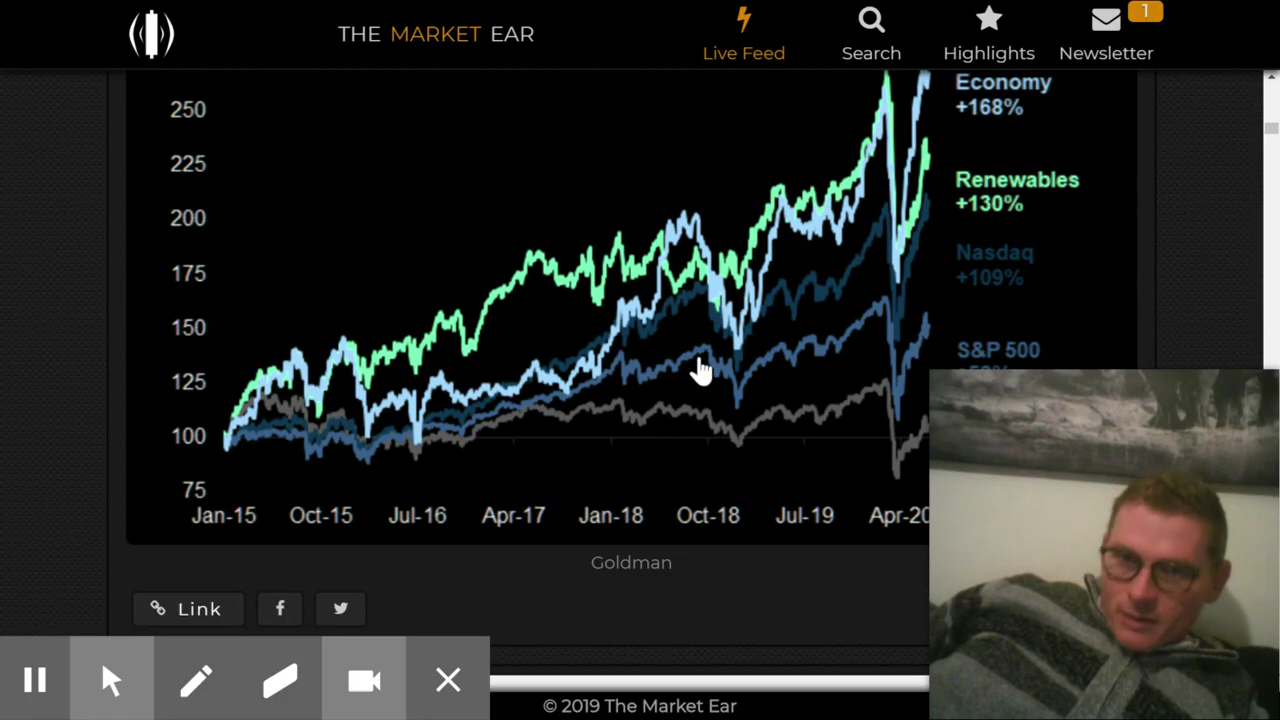 THE MARKET EAR
Live Feed
Search
Highlights
1
Newsletter
250
225
200
175
150
125
100
75
Economy
+168%
Renewables
+130%
Nasdaq
+109%
S&P 500
Jan-15 Oct-15 Jul-16 Apr-17 Jan-18 Oct-18 Jul-19 Apr-20
Goldman
Link
© 2019 The Market Ear